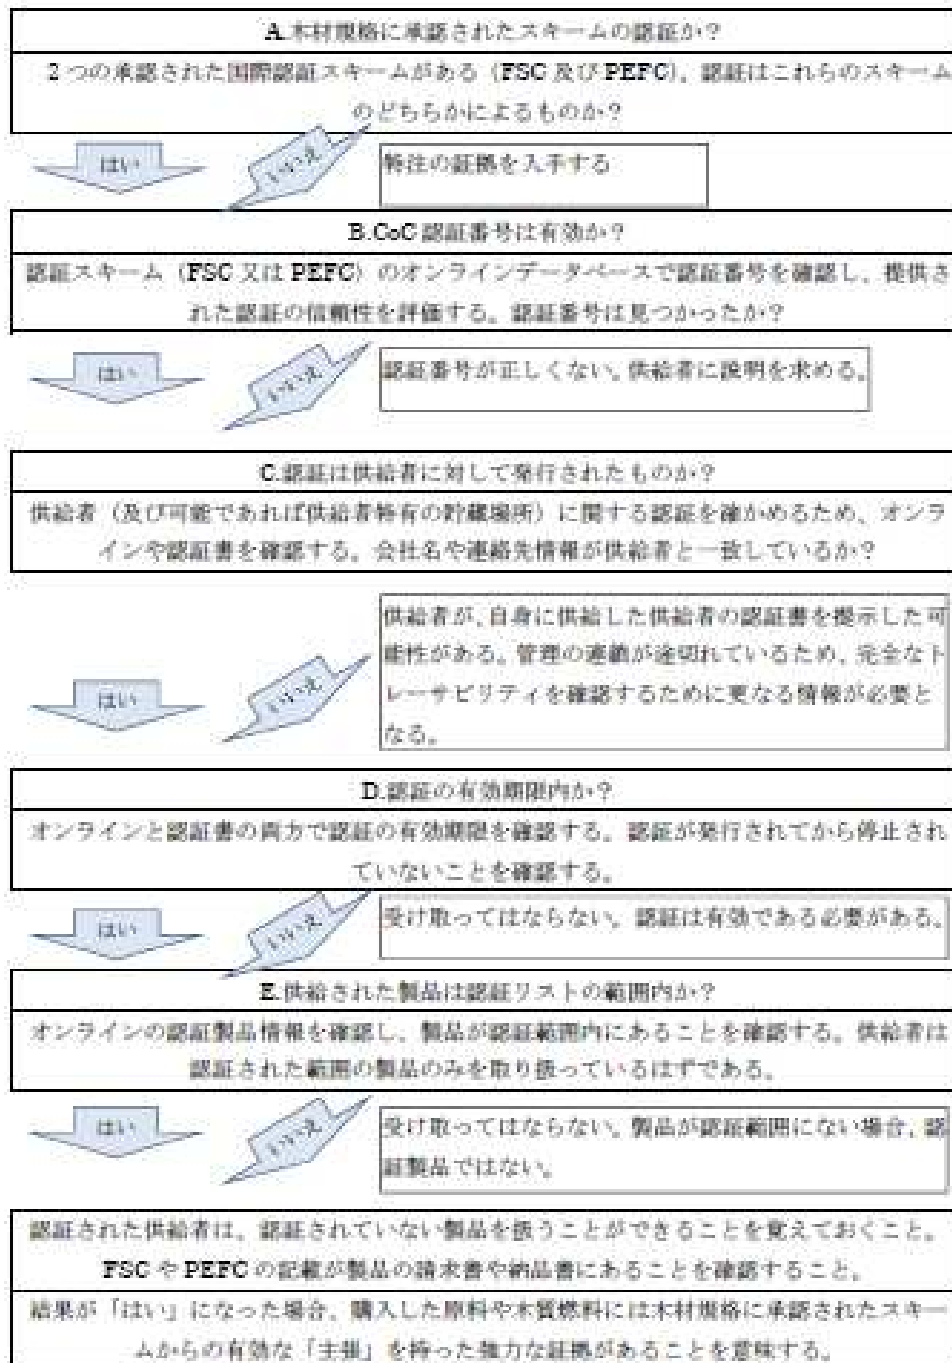 A.木材規格に承認されたスキームの認証か？
2つの承認された国際認証スキームがある（FSC及びPEFC）。認証はこれらのスキーム
のどちらかによるものか？
はい
いいえ
特注の証拠を入手する
B.CoC認証番号は有効か？
認証スキーム（FSC又はPEFC）のオンラインデータベースで認証番号を確認し、提供さ
れた認証の信頼性を評価する。認証番号は見つかったか？
はい
いいえ
認証番号が正しくない。供給者に説明を求める。
C.認証は供給者に対して発行されたものか？
供給者（及び可能であれば供給者特有の貯蔵場所）に関する認証を確かめるため、オンラ
インや認証書を確認する。会社名や連絡先情報が供給者と一致しているか？
はい
いいえ
供給者が、自身に供給した供給者の認証書を提示した可
能性がある。管理の連鎖が途切れているため、完全なト
レーサビリティを確認するために更なる情報が必要と
なる。
D.認証の有効期限内か？
オンラインと認証書の両方で認証の有効期限を確認する。認証が発行されてから停止され
ていないことを確認する。
はい
いいえ
受け取ってはならない。認証は有効である必要がある。
E.供給された製品は認証リストの範囲内か？
オンラインの認証製品情報を確認し、製品が認証範囲内にあることを確認する。供給者は
認証された範囲の製品のみを取り扱っているはずである。
はい
いいえ
受け取ってはならない。製品が認証範囲にない場合、認
証製品ではない。
認証された供給者は、認証されていない製品を扱うことができることを覚えておくこと。
FSCやPEFCの記載が製品の請求書や納品書にあることを確認すること。
結果が「はい」になった場合、購入した原料や木質燃料には木材規格に承認されたスキー
ムからの有効な「主張」を持った強力な証拠があることを意味する。